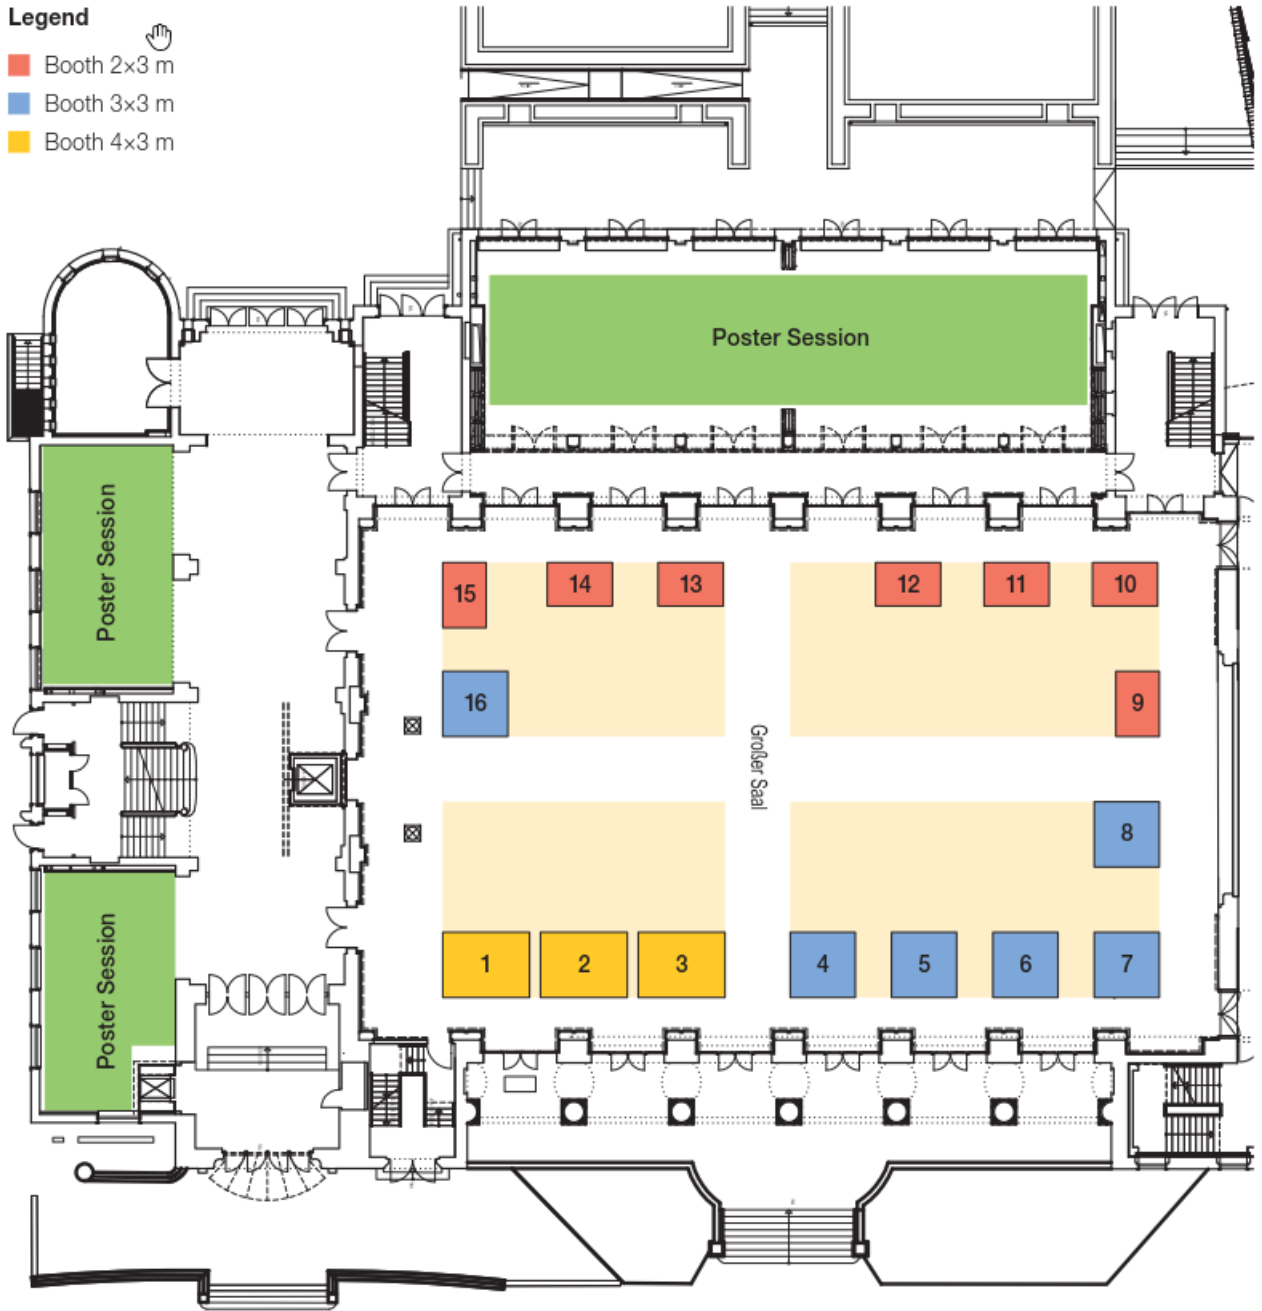 Legend
Booth 2×3 m
Booth 3×3 m
Booth 4×3 m
Poster Session
Poster Session
15
14
13
12
11
10
16
9
Großer Saal
8
Poster Session
1
2
3
4
5
6
7